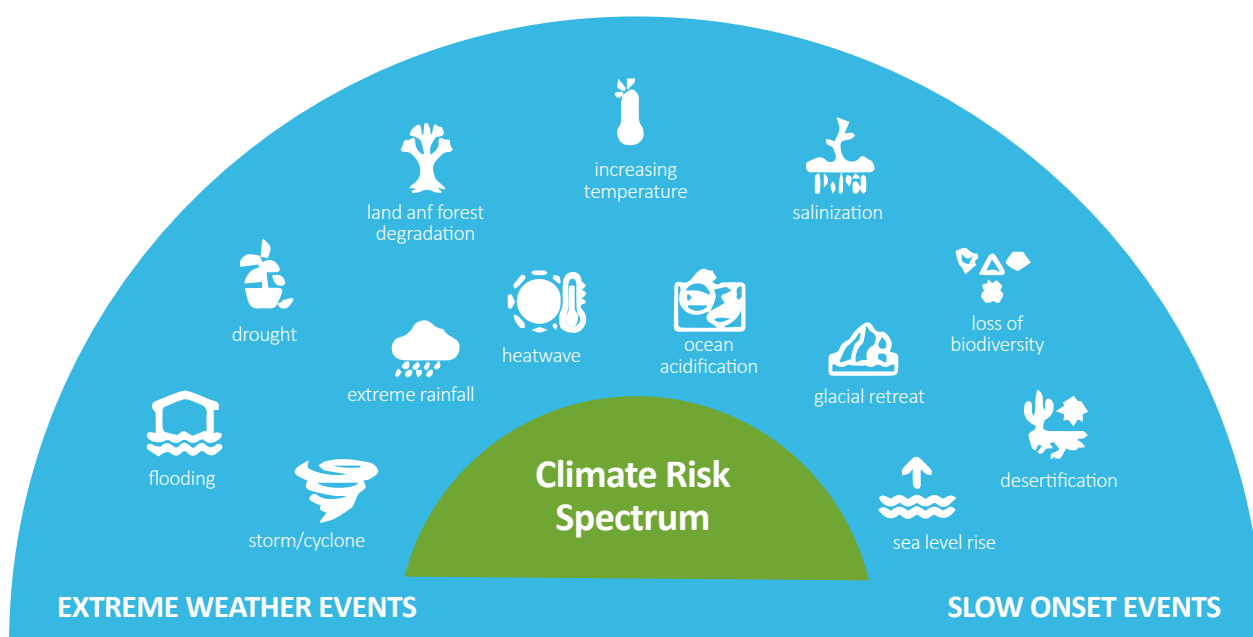 increasing
temperature
land anf forest
degradation
salinization
drought
heatwave
ocean
acidification
loss of
biodiversity
extreme rainfall
glacial retreat
flooding
desertification
storm/cyclone
sea level rise
Climate Risk
Spectrum
EXTREME WEATHER EVENTS
SLOW ONSET EVENTS